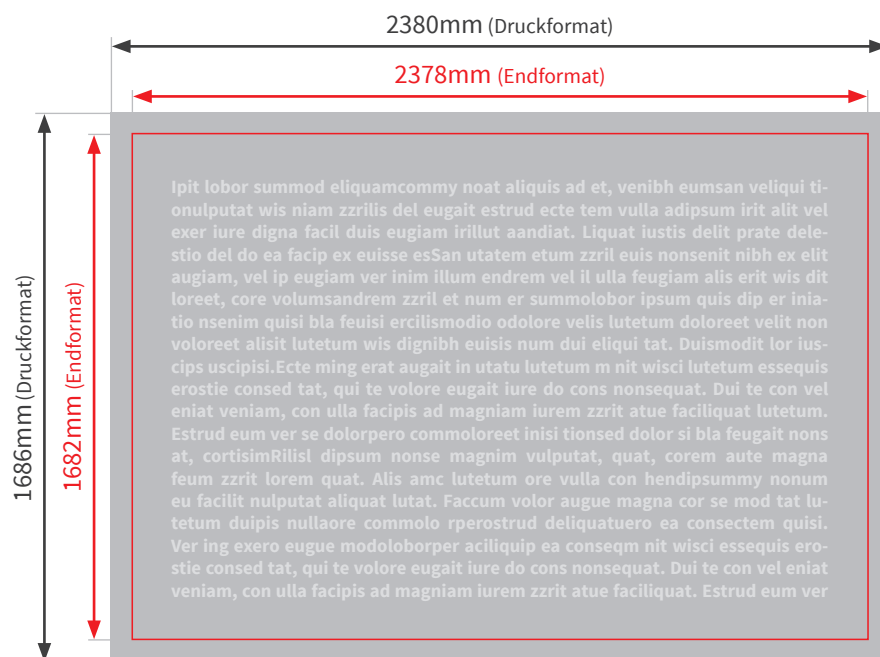 2380mm (Druckformat)
2378mm (Endformat)
1686mm (Druckformat)
1682mm (Endformat)
Ipit lobor summod eliquamcommy noat aliquis ad et, venibh eumsan veliqui ti-
onulputat wis niam zzrilis del eugait estrud ecte tem vulla adipsum irit alit vel
exer iure digna facil duis eugiam irillut aandiat. Liquat iustis delit prate dele-
stio del do ea facip ex euisse esSan utatem etum zzril euis nonsenit nibh ex elit
augiam, vel ip eugiam ver inim illum endrem vel il ulla feugiam alis erit wis dit
loreet, core volumsandrem zzril et num er summolobor ipsum quis dip er inia-
tio nsenim quisi bla feuisi ercilismodio odolore velis lutetum doloreet velit non
voloreet alisit lutetum wis dignibh euisis num dui eliqui tat. Duismodit lor ius-
cips uscipisi.Ecte ming erat augait in utatu lutetum m nit wisci lutetum essequis
erostie consed tat, qui te volore eugait iure do cons nonsequat. Dui te con vel
eniat veniam, con ulla facipis ad magniam iurem zzrit atue faciliquat lutetum.
Estrud eum ver se dolorpero commoloreet inisi tionsed dolor si bla feugait nons
at, cortisimRilisl dipsum nonse magnim vulputat, quat, corem aute magna
feum zzrit lorem quat. Alis amc lutetum ore vulla con hendipsummy nonum
eu facilit nulputat aliquat lutat. Faccum volor augue magna cor se mod tat lu-
tetum duipis nullaore commolo rperostrud deliquatuero ea consectem quisi.
Ver ing exero eugue modoloborper aciliquip ea conseqm nit wisci essequis ero-
stie consed tat, qui te volore eugait iure do cons nonsequat. Dui te con vel eniat
veniam, con ulla facipis ad magniam iurem zzrit atue faciliquat. Estrud eum ver